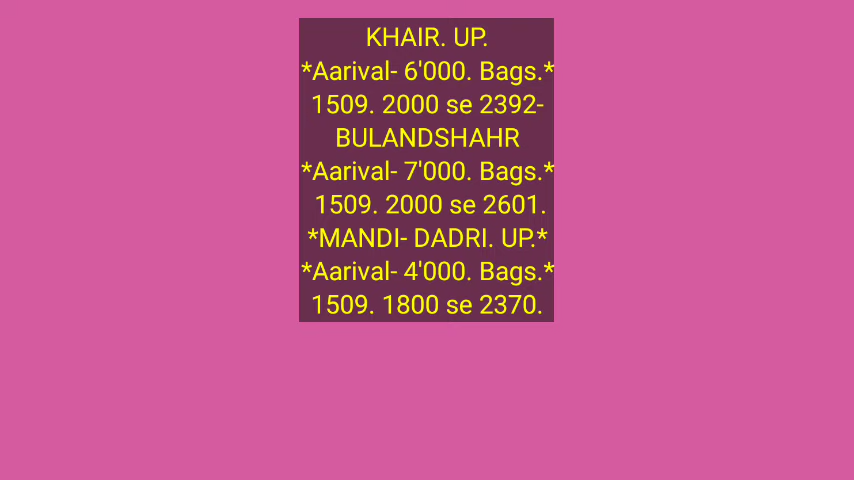 KHAIR. UP.
*Aarival- 6'000. Bags.*
1509. 2000 se 2392-
BULANDSHAHR
*Aarival- 7'000. Bags.*
1509. 2000 se 2601.
*MANDI- DADRI. UP.*
*Aarival- 4'000. Bags.*
1509. 1800 se 2370.